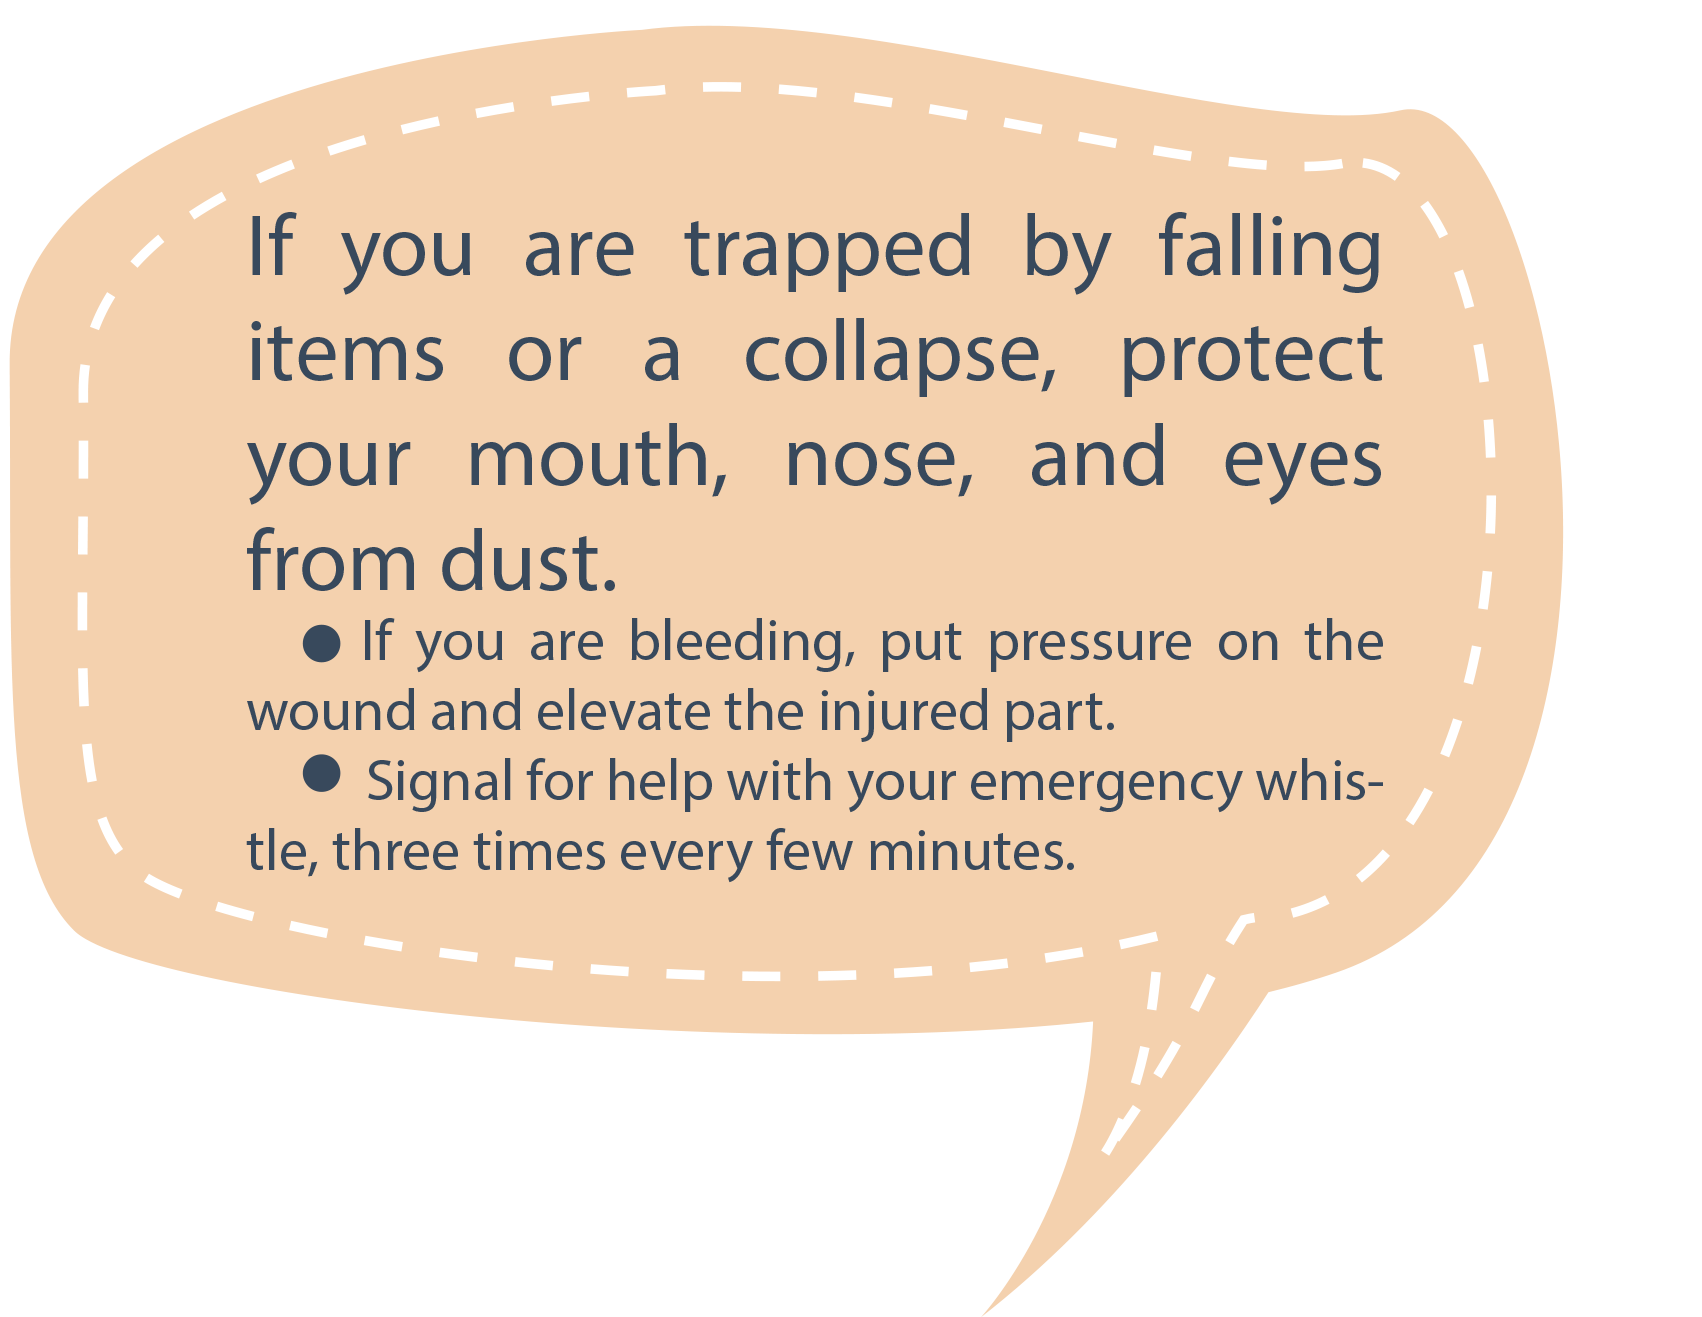 If you are trapped by falling
items or a collapse, protect
your mouth, nose, and eyes
from dust.
● If you are bleeding, put pressure on the
wound and elevate the injured part.
● Signal for help with your emergency whis-
tle, three times every few minutes.